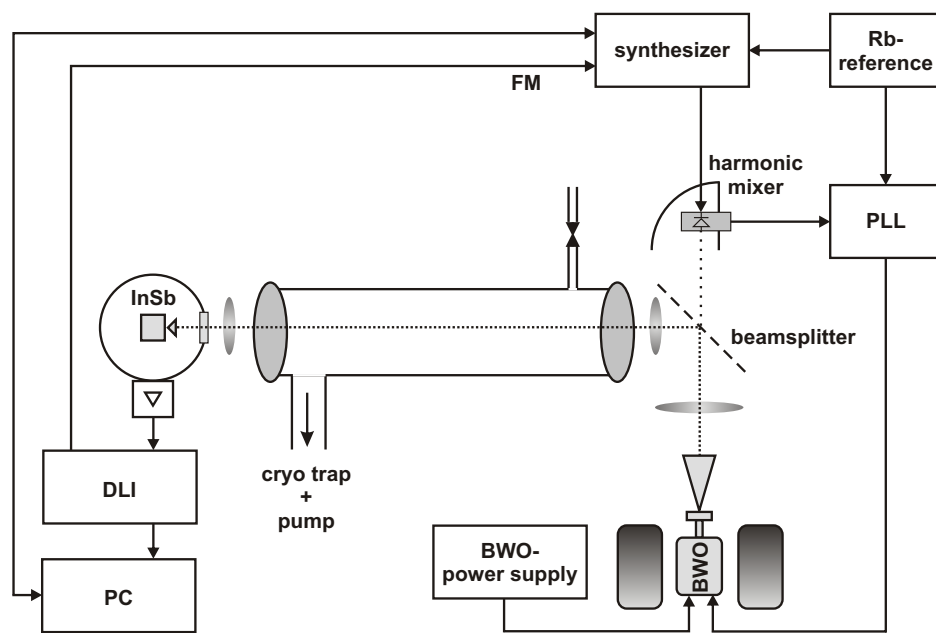 synthesizer
Rb-
reference
FM
harmonic
mixer
PLL
InSb
beamsplitter
DLI
cryo trap
+
pump
BWO-
power supply
BWO
PC